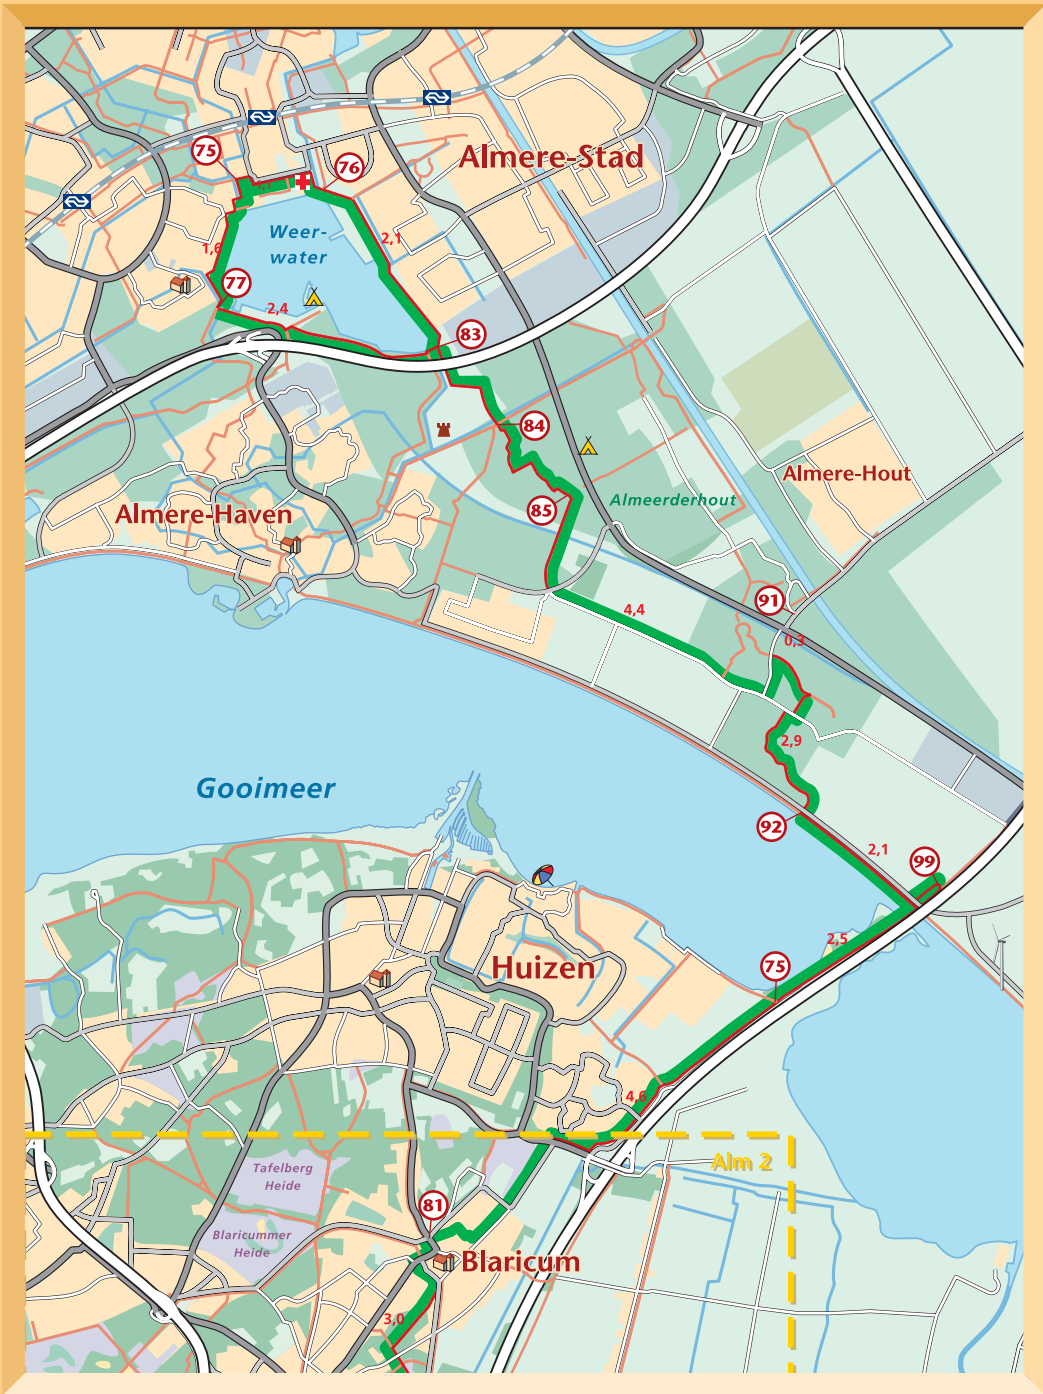 75
76
Almere-Stad
Weer-
water
2,1
1,6
77
2,4
83
84
Almere-Hout
85
Almeerderhout
Almere-Haven
91
4,4
0,3
2,9
Gooimeer
92
2,1
99
2,5
Huizen
75
4,6
Alm 2
Tafelberg
Heide
81
Blaricummer
Heide
Blaricum
3,0